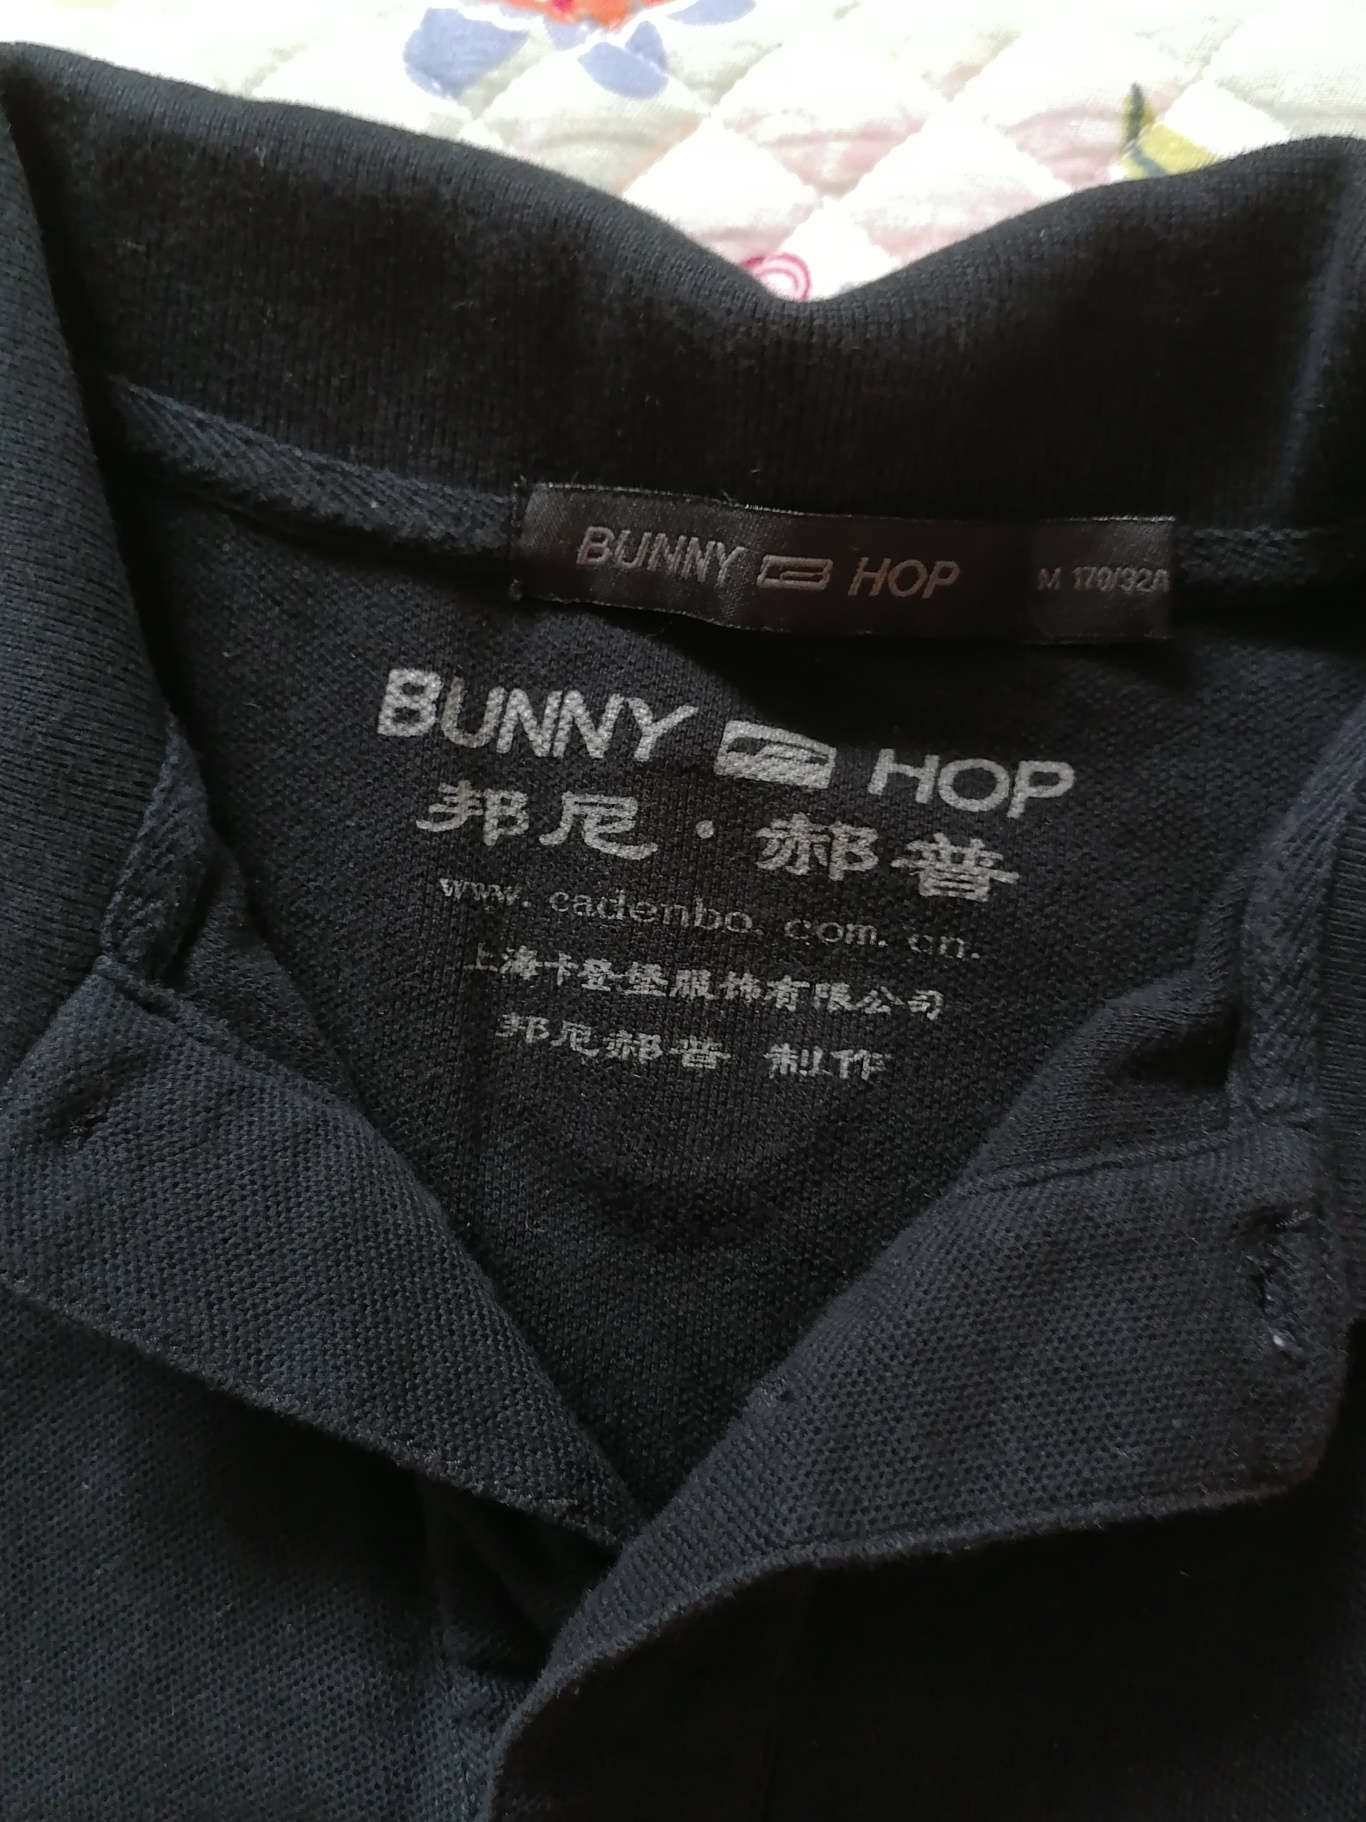 BUNNY HOP M 170/92A
BUNNY HOP
邦尼·郝普
www.cadenbo.com.cn.
上海卡登堡服饰有限公司
邦尼郝普 制作